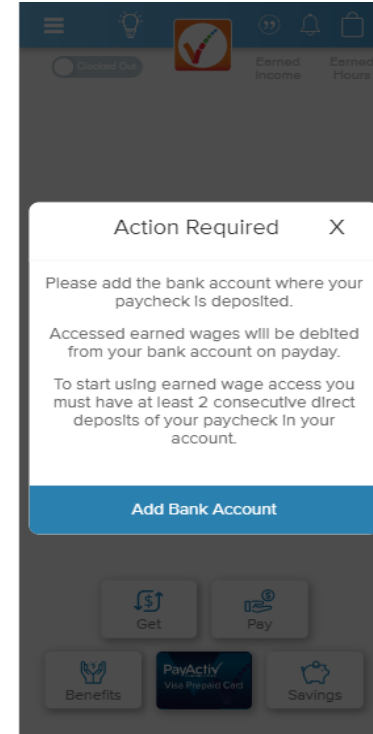 Clocked Out
Earned
Income
Earned
Hours
Action Required X
Please add the bank account where your
paycheck is deposited.
Accessed earned wages will be debited
from your bank account on payday.
To start using earned wage access you
must have at least 2 consecutive direct
deposits of your paycheck in your
account.
Add Bank Account
Get
Pay
Benefits
PayActiv
Visa Prepaid Card
Savings